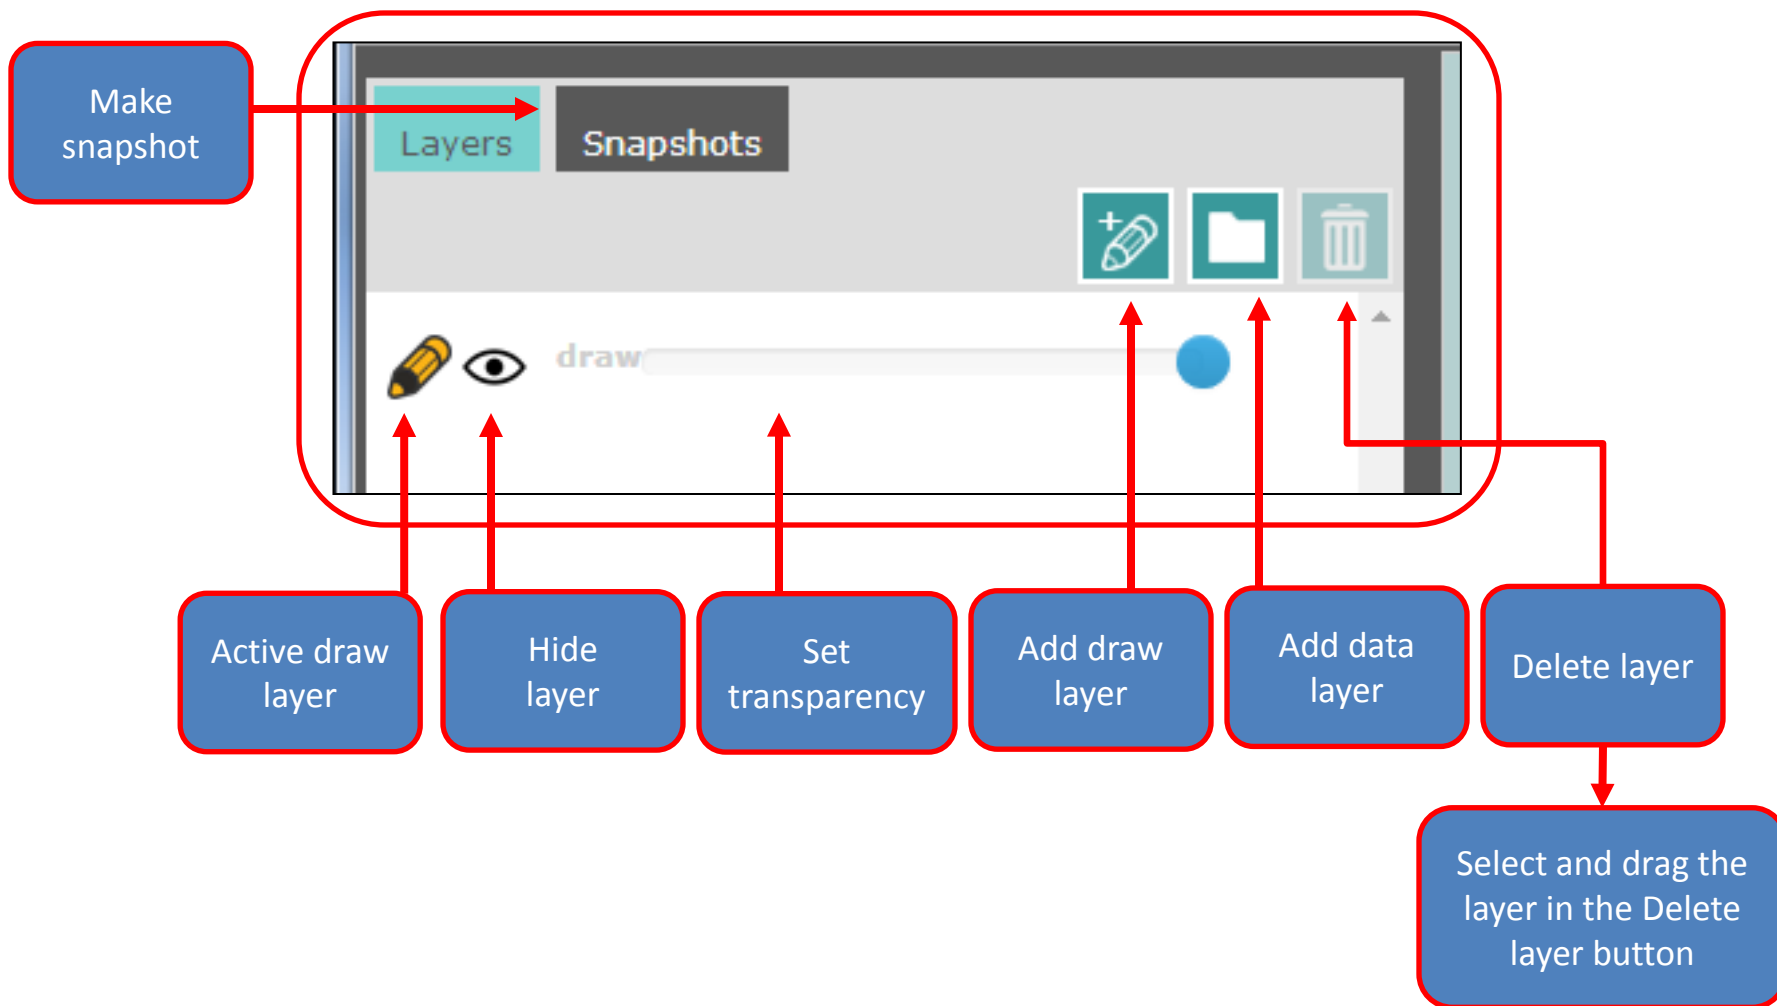 Make
snapshot
Layers
Snapshots
draw
Active draw
layer
Hide
layer
Set
transparency
Add draw
layer
Add data
layer
Delete layer
Select and drag the
layer in the Delete
layer button